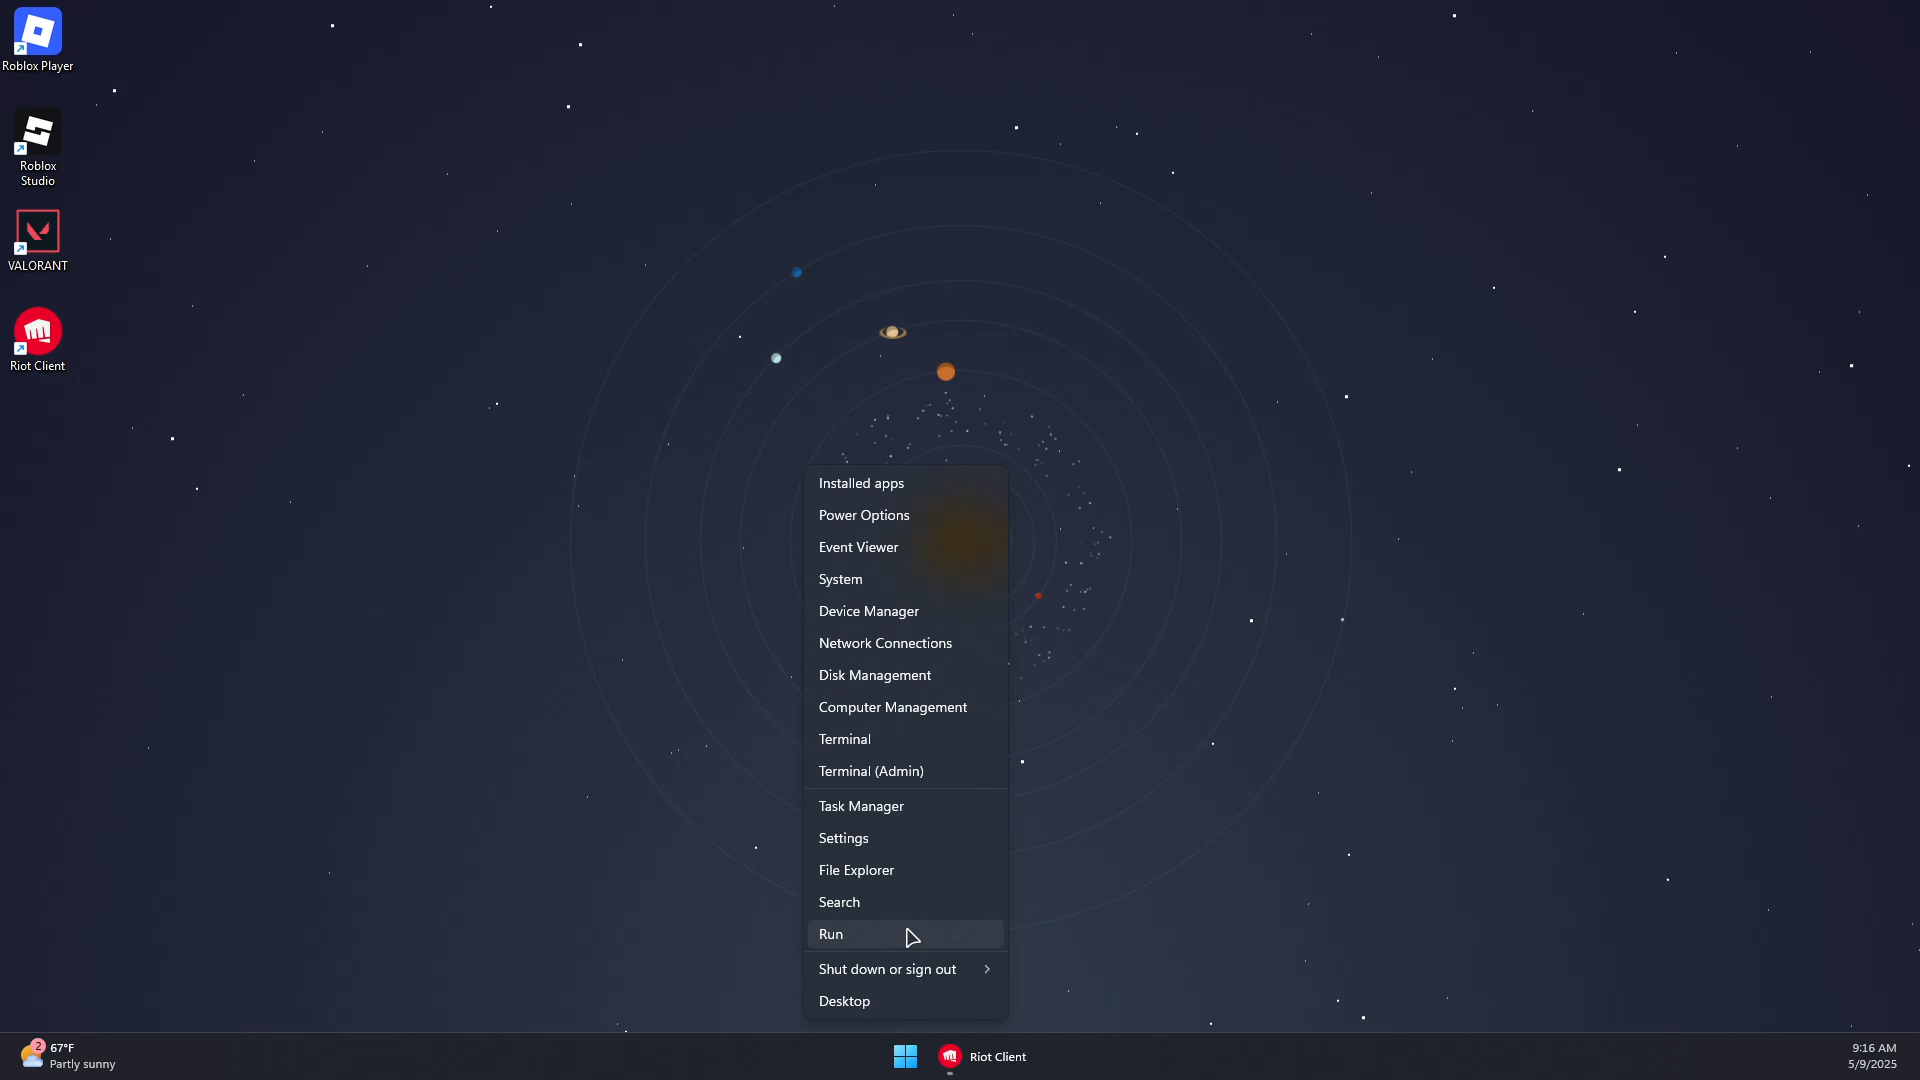 Roblox Player
Roblox
Studio
VALORANT
Riot Client
Installed apps
Power Options
Event Viewer
System
Device Manager
Network Connections
Disk Management
Computer Management
Terminal
Terminal (Admin)
Task Manager
Settings
File Explorer
Search
Run
Shut down or sign out
Desktop
2
67°F
Partly sunny
Riot Client
9:16 AM
5/9/2025